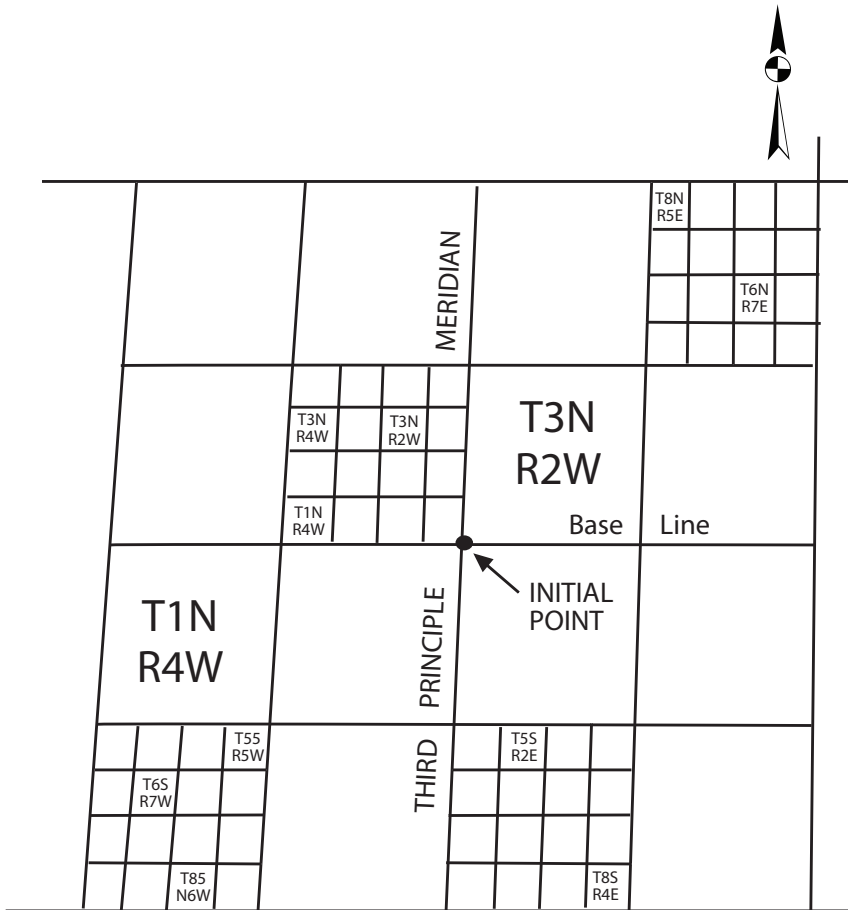 T8N
R5E
T6N
R7E
MERIDIAN
T3N
R4W
T3N
R2W
T3N
R2W
T1N
R4W
Base Line
INITIAL
POINT
T1N
R4W
PRINCIPLE
THIRD
T55
R5W
T5S
R2E
T6S
R7W
T85
N6W
T8S
R4E